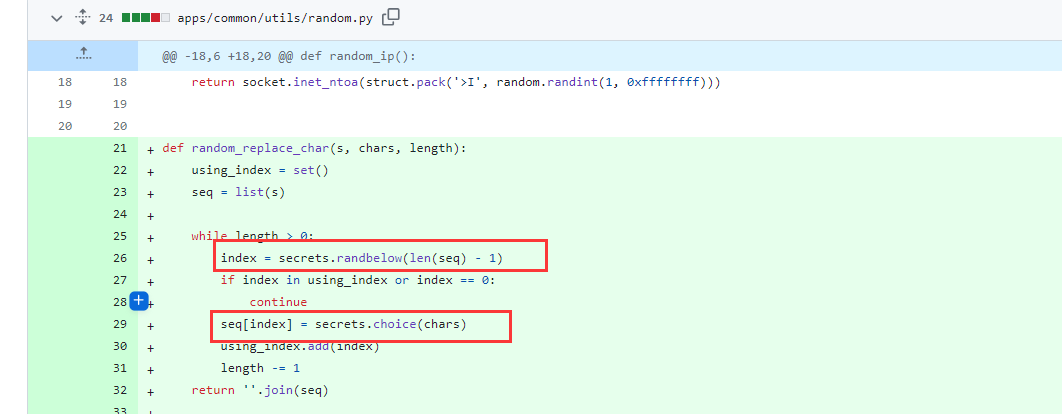 24 apps/common/utils/random.py
@@ -18,6 +18,20 @@ def random_ip():
18 18 return socket.inet_ntoa(struct.pack('>I', random.randint(1, 0xffffffff)))
19 19
20 20
21 + def random_replace_char(s, chars, length):
22 + using_index = set()
23 + seq = list(s)
24 +
25 + while length > 0:
26 + index = secrets.randbelow(len(seq) - 1)
27 + if index in using_index or index == 0:
28 + continue
29 + seq[index] = secrets.choice(chars)
30 + using_index.add(index)
31 + length -= 1
32 + return ''.join(seq)
33 +